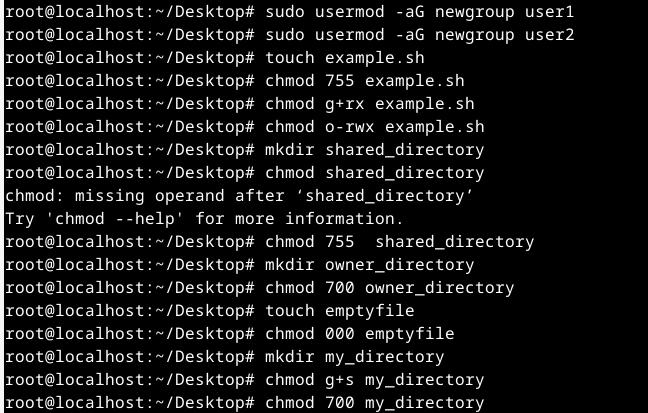 root@localhost:~/Desktop# sudo usermod -aG newgroup user1
root@localhost:~/Desktop# sudo usermod -aG newgroup user2
root@localhost:~/Desktop# touch example.sh
root@localhost:~/Desktop# chmod 755 example.sh
root@localhost:~/Desktop# chmod g+rx example.sh
root@localhost:~/Desktop# chmod o-rwx example.sh
root@localhost:~/Desktop# mkdir shared_directory
root@localhost:~/Desktop# chmod shared_directory
chmod: missing operand after ‘shared_directory’
Try 'chmod --help' for more information.
root@localhost:~/Desktop# chmod 755  shared_directory
root@localhost:~/Desktop# mkdir owner_directory
root@localhost:~/Desktop# chmod 700 owner_directory
root@localhost:~/Desktop# touch emptyfile
root@localhost:~/Desktop# chmod 000 emptyfile
root@localhost:~/Desktop# mkdir my_directory
root@localhost:~/Desktop# chmod g+s my_directory
root@localhost:~/Desktop# chmod 700 my_directory